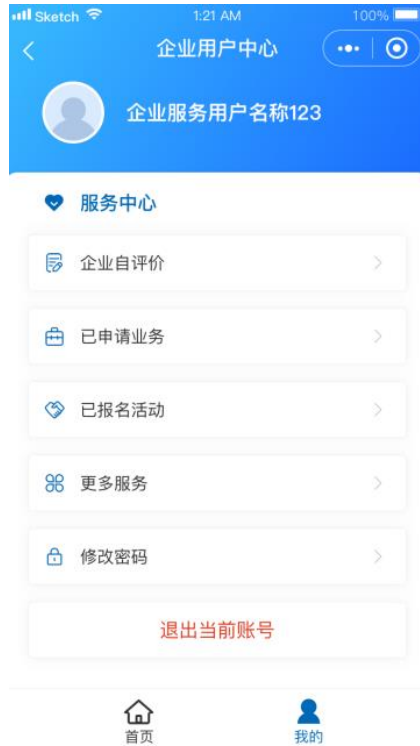 Sketch 1:21 AM 100%
企业用户中心
企业服务用户名称123
服务中心
企业自评价
已申请业务
已报名活动
更多服务
修改密码
退出当前账号
首页 我的